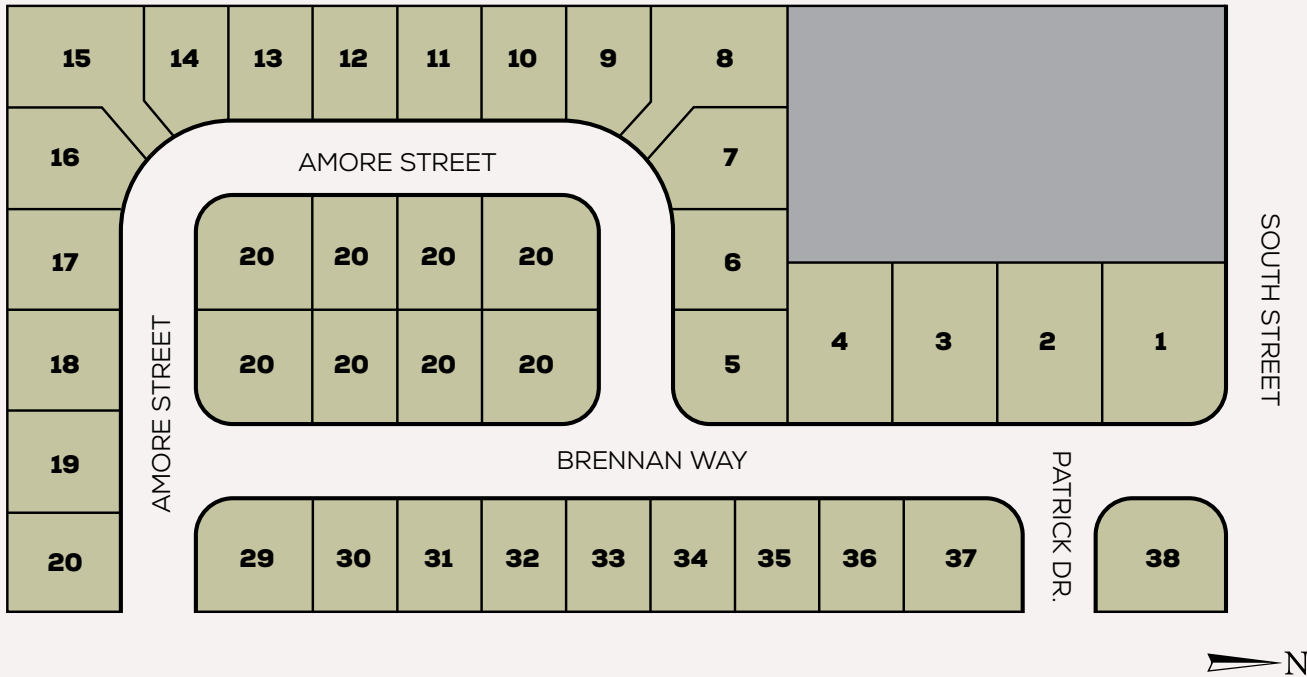 15 14 13 12 11 10 9 8
16 7
AMORE STREET
17 20 20 20 20 6
SOUTH STREET
18 20 20 20 20 5 4 3 2 1
AMORE STREET
19
BRENNAN WAY
PATRICK DR.
20 29 30 31 32 33 34 35 36 37 38
N